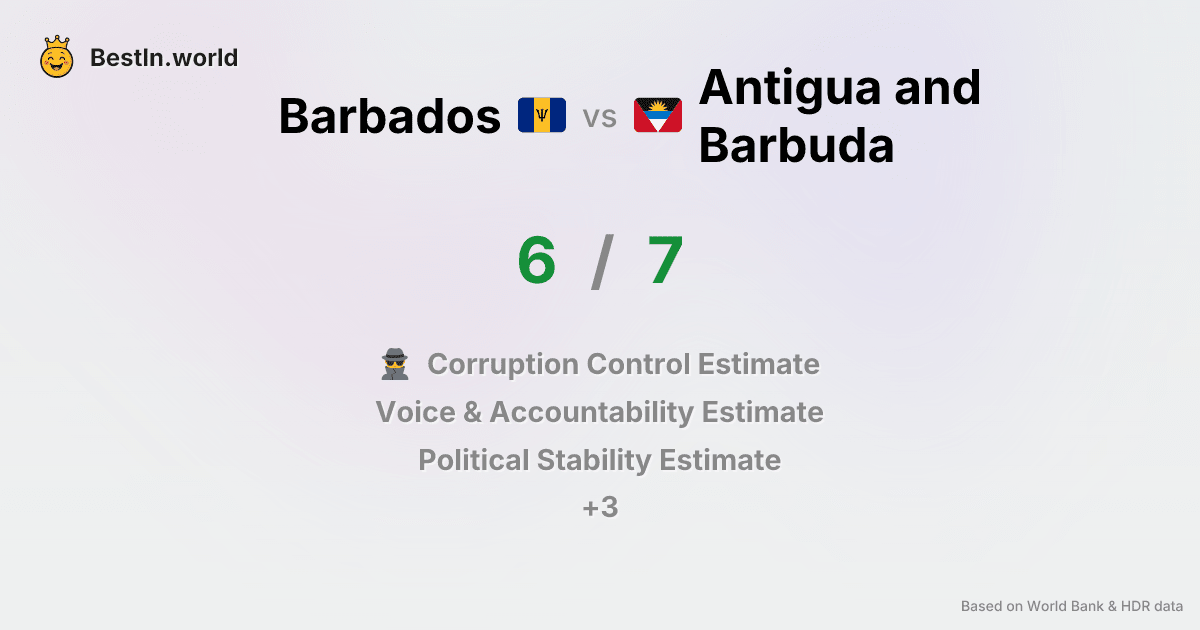 BestIn.world
Barbados vs Antigua and
Barbuda
6 / 7
Corruption Control Estimate
Voice & Accountability Estimate
Political Stability Estimate
+3
Based on World Bank & HDR data